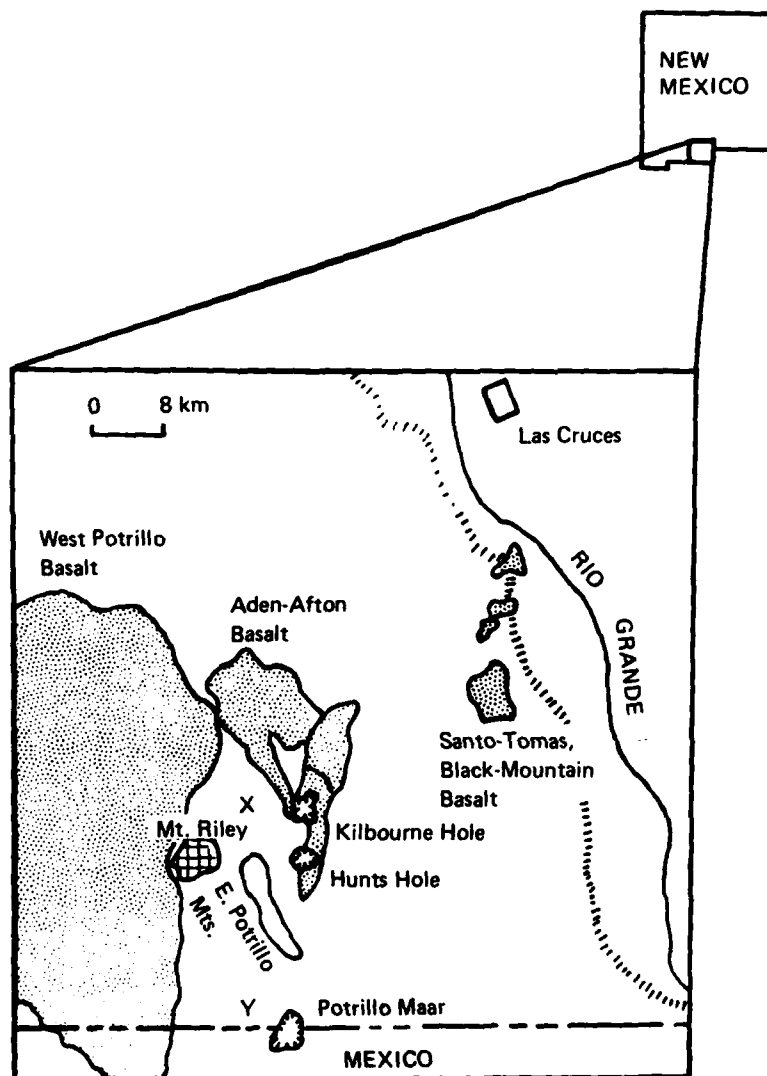 NEW
MEXICO
0 8 km
Las Cruces
West Potrillo
Basalt
RIO
GRANDE
Aden-Afton
Basalt
Santo-Tomas,
Black-Mountain
Basalt
X
Mt. Riley
Kilbourne Hole
Hunts Hole
E. Potrillo
Mts.
Y
Potrillo Maar
MEXICO